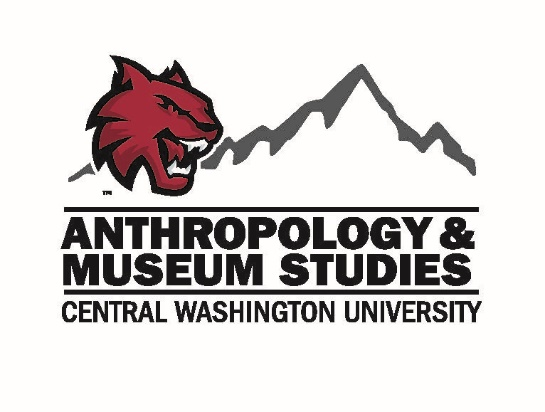 TM
ANTHROPOLOGY &
MUSEUM STUDIES
CENTRAL WASHINGTON UNIVERSITY